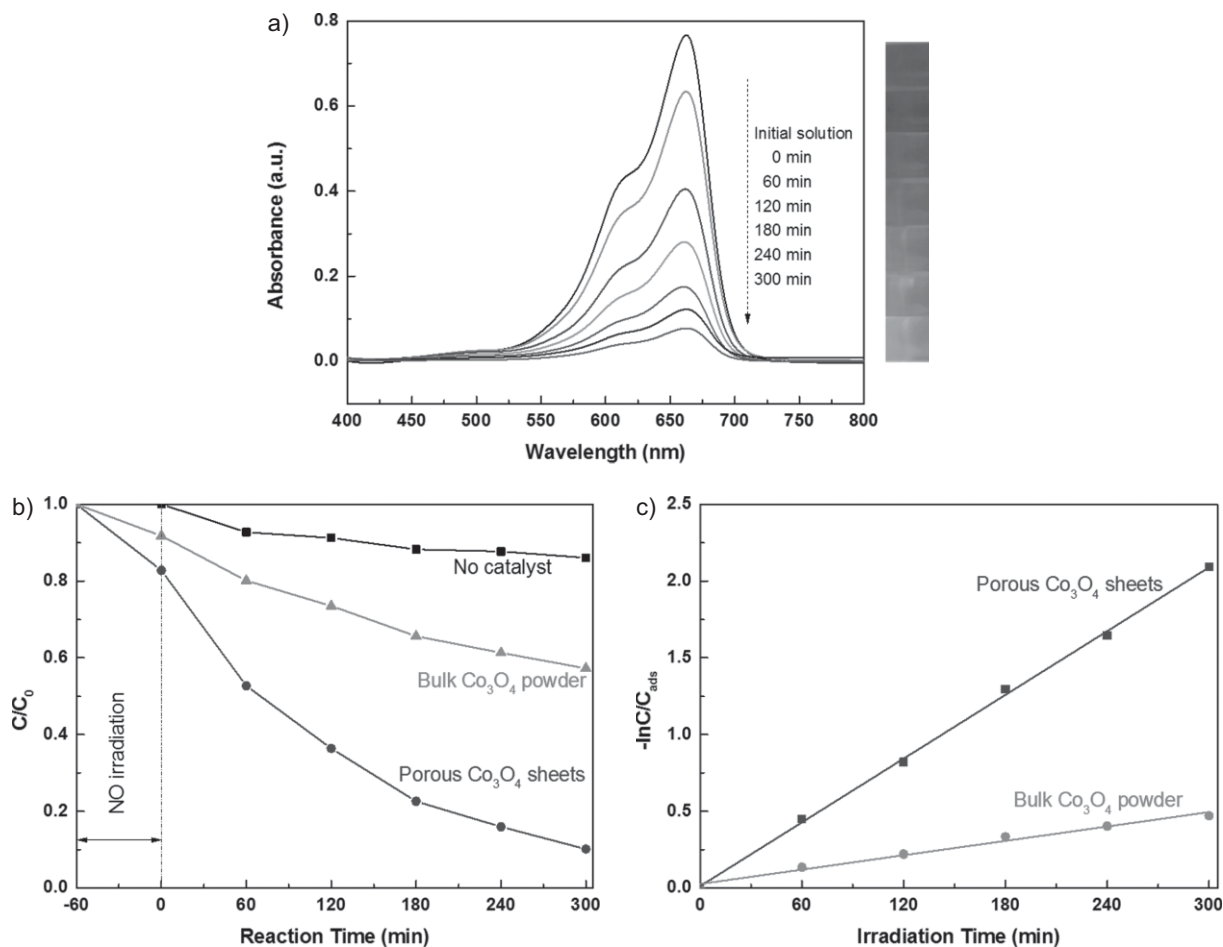 a)
0.8
0.6
0.4
0.2
0.0
Absorbance (a.u.)
400 450 500 550 600 650 700 750 800
Wavelength (nm)
Initial solution
0 min
60 min
120 min
180 min
240 min
300 min
b)
1.0
0.8
0.6
0.4
0.2
0.0
C/C₀
-60 0 60 120 180 240 300
Reaction Time (min)
NO irradiation
No catalyst
Bulk Co₃O₄ powder
Porous Co₃O₄ sheets
c)
2.5
2.0
1.5
1.0
0.5
0.0
-lnC/Cₐdₛ
0 60 120 180 240 300
Irradiation Time (min)
Porous Co₃O₄ sheets
Bulk Co₃O₄ powder